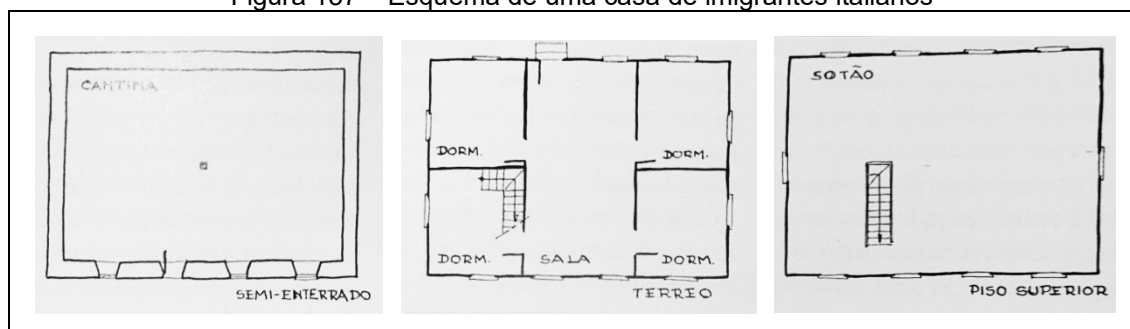 Figura 137 – Esquema de uma casa de imigrantes italianos
CANTINA
SEMI-ENTERRADO
DORM.
DORM.
DORM.
SALA
DORM.
TERREO
SOTÃO
PISO SUPERIOR